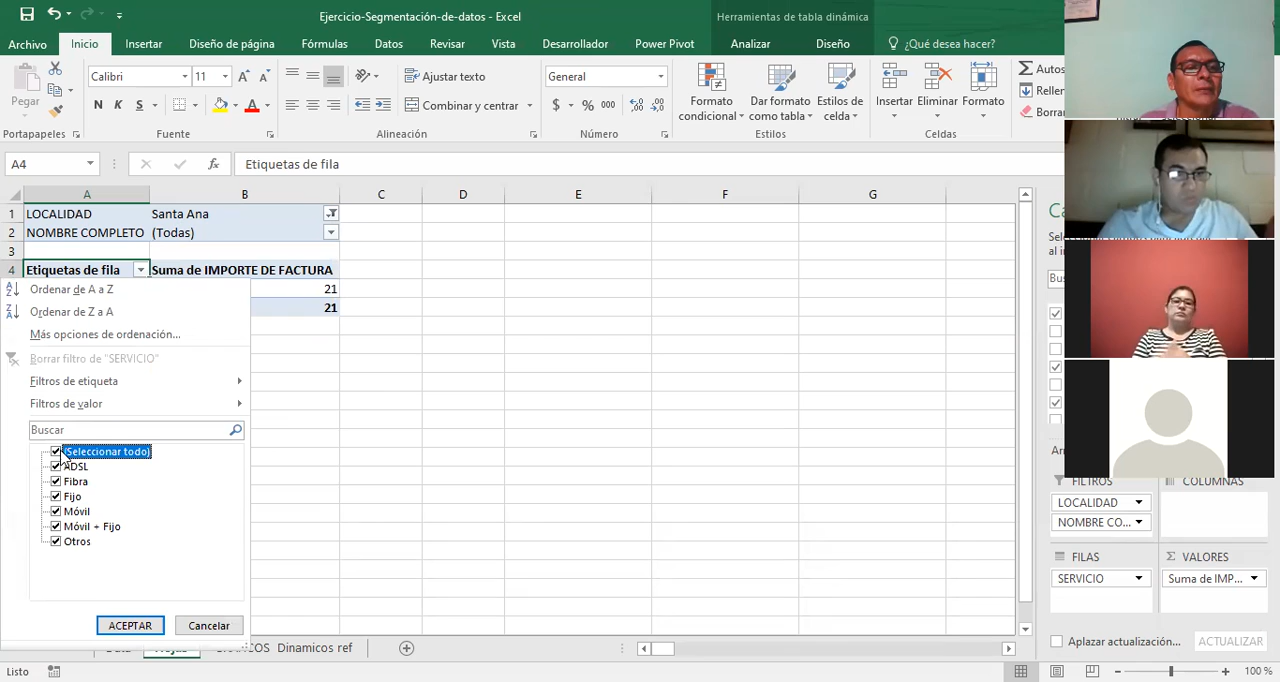 Ejercicio-Segmentación-de-datos - Excel
Herramientas de tabla dinámica
Archivo
Inicio
Insertar
Diseño de página
Fórmulas
Datos
Revisar
Vista
Desarrollador
Power Pivot
Analizar
Diseño
¿Qué desea hacer?
Pegar
Calibri
11
N K S
A
Ajustar texto
Combinar y centrar
General
$ % 000
Formato condicional
Dar formato como tabla
Estilos de celda
Insertar
Eliminar
Formato
Autos
Rellen
Borrar
Portapapeles
Fuente
Alineación
Número
Estilos
Celdas
A4
fx
Etiquetas de fila
A B C D E F G
1 LOCALIDAD Santa Ana
2 NOMBRE COMPLETO (Todas)
3
4 Etiquetas de fila Suma de IMPORTE DE FACTURA
21
21
Ordenar de A a Z
Ordenar de Z a A
Más opciones de ordenación...
Borrar filtro de "SERVICIO"
Filtros de etiqueta
Filtros de valor
Buscar
(Seleccionar todo)
ADSL
Fibra
Fijo
Móvil
Móvil + Fijo
Otros
ACEPTAR
Cancelar
Dinamicos ref
FILTROS
COLUMNAS
LOCALIDAD
NOMBRE CO...
FILAS
VALORES
SERVICIO
Suma de IMP...
Aplazar actualización...
ACTUALIZAR
Listo
100 %